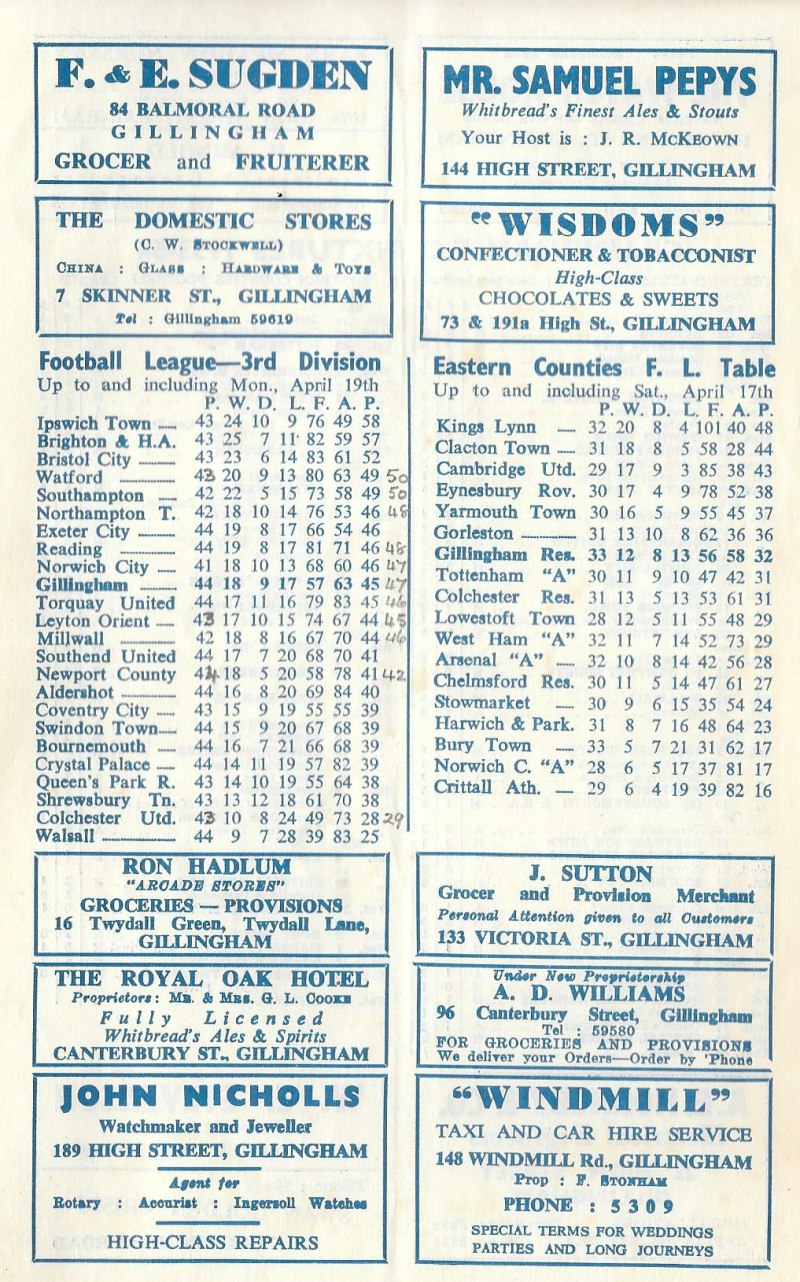 F. & E. SUGDEN
84 BALMORAL ROAD
GILLINGHAM
GROCER and FRUITERER
THE DOMESTIC STORES
(C. W. STOCKWELL)
CHINA : GLASS : HARDWARE & TOYS
7 SKINNER ST., GILLINGHAM
Tel : Gillingham 59619
MR. SAMUEL PEPYS
Whitbread's Finest Ales & Stouts
Your Host is : J. R. McKEOWN
144 HIGH STREET, GILLINGHAM
"WISDOMS"
CONFECTIONER & TOBACCONIST
High-Class
CHOCOLATES & SWEETS
73 & 191a High St., GILLINGHAM
Football League—3rd Division
Up to and including Mon., April 19th
P. W. D. L. F. A. P.
Ipswich Town — 43 24 10 9 76 49 58
Brighton & H.A. 43 25 7 11 82 59 57
Bristol City — 43 23 6 14 83 61 52
Watford — 43 20 9 13 80 63 49 50
Southampton — 42 22 5 15 73 58 49 50
Northampton T. 42 18 10 14 76 53 46 48
Exeter City — 44 19 8 17 66 54 46
Reading — 44 19 8 17 81 71 46 48
Norwich City — 41 18 10 13 68 60 46 47
Gillingham — 44 18 9 17 57 63 45 47
Torquay United 44 17 11 16 79 83 45 46
Leyton Orient — 43 17 10 15 74 67 44 45
Millwall — 42 18 8 16 67 70 44 46
Southend United 44 17 7 20 68 70 41
Newport County 44 18 5 20 58 78 41 42
Aldershot — 44 16 8 20 69 84 40
Coventry City — 43 15 9 19 55 55 39
Swindon Town — 44 15 9 20 67 68 39
Bournemouth — 44 16 7 21 66 68 39
Crystal Palace — 44 14 11 19 57 82 39
Queen's Park R. 43 14 10 19 55 64 38
Shrewsbury Tn. 43 13 12 18 61 70 38
Colchester Utd. 43 10 8 24 49 73 28 29
Walsall — 44 9 7 28 39 83 25
Eastern Counties F. L. Table
Up to and including Sat., April 17th
P. W. D. L. F. A. P.
Kings Lynn — 32 20 8 4 101 40 48
Clacton Town — 31 18 8 5 58 28 44
Cambridge Utd. 29 17 9 3 85 38 43
Eynesbury Rov. 30 17 4 9 78 52 38
Yarmouth Town 30 16 5 9 55 45 37
Gorleston — 31 13 10 8 62 36 36
Gillingham Res. 33 12 8 13 56 58 32
Tottenham "A" 30 11 9 10 47 42 31
Colchester Res. 31 13 5 13 53 61 31
Lowestoft Town 28 12 5 11 55 48 29
West Ham "A" 32 11 7 14 52 73 29
Arsenal "A" — 32 10 8 14 42 56 28
Chelmsford Res. 30 11 5 14 47 61 27
Stowmarket — 30 9 6 15 35 54 24
Harwich & Park. 31 8 7 16 48 64 23
Bury Town — 33 5 7 21 31 62 17
Norwich C. "A" 28 6 5 17 37 81 17
Crittall Ath. — 29 6 4 19 39 82 16
RON HADLUM
"ARCADE STORES"
GROCERIES — PROVISIONS
16 Twydall Green, Twydall Lane,
GILLINGHAM
THE ROYAL OAK HOTEL
Proprietors: MR. & MRS. G. L. COOKE
Fully Licensed
Whitbread's Ales & Spirits
CANTERBURY ST., GILLINGHAM
JOHN NICHOLLS
Watchmaker and Jeweller
189 HIGH STREET, GILLINGHAM
Agent for
Rotary : Accurist : Ingersoll Watches
HIGH-CLASS REPAIRS
J. SUTTON
Grocer and Provision Merchant
Personal Attention given to all Customers
133 VICTORIA ST., GILLINGHAM
Under New Proprietorship
A. D. WILLIAMS
96 Canterbury Street, Gillingham
Tel : 59580
FOR GROCERIES AND PROVISIONS
We deliver your Orders—Order by 'Phone
"WINDMILL"
TAXI AND CAR HIRE SERVICE
148 WINDMILL Rd., GILLINGHAM
Prop : F. STONHAM
PHONE : 5309
SPECIAL TERMS FOR WEDDINGS
PARTIES AND LONG JOURNEYS